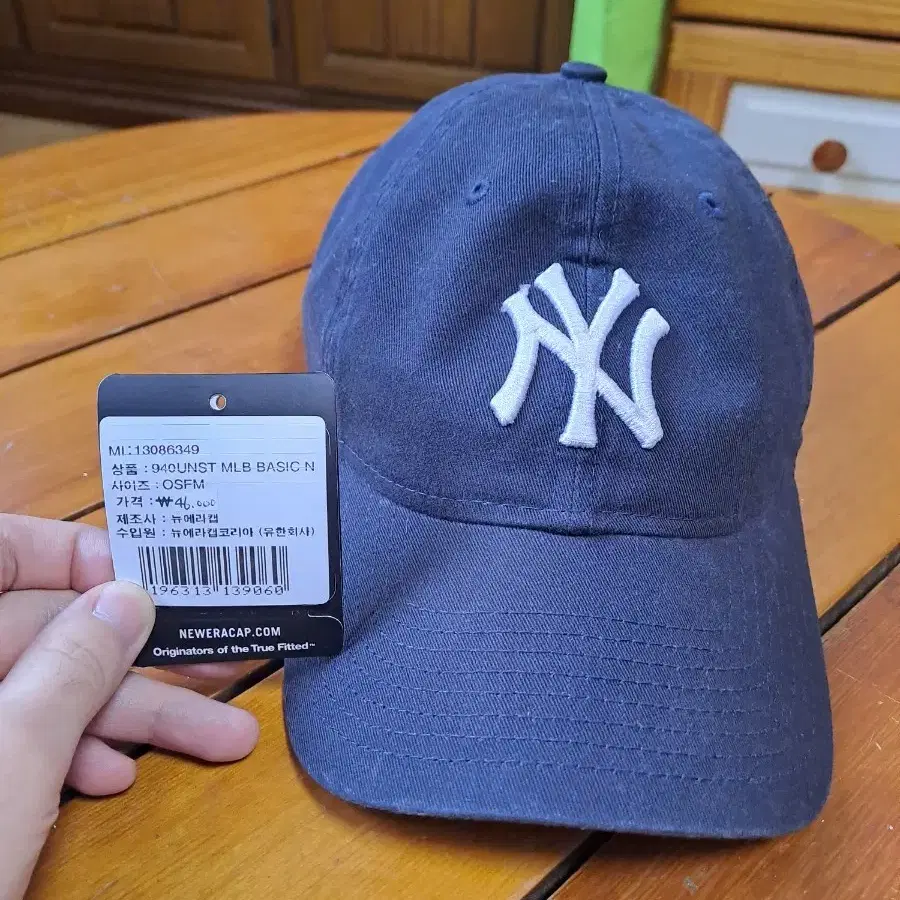 MI:13086349
상품 : 940UNST MLB BASIC N
사이즈 : OSFM
가격 : ₩46,000
제조사 : 뉴에라캡
수입원 : 뉴에라캡코리아 (유한회사)
196313 139060
NEWERACAP.COM
Originators of the True Fitted™
NY